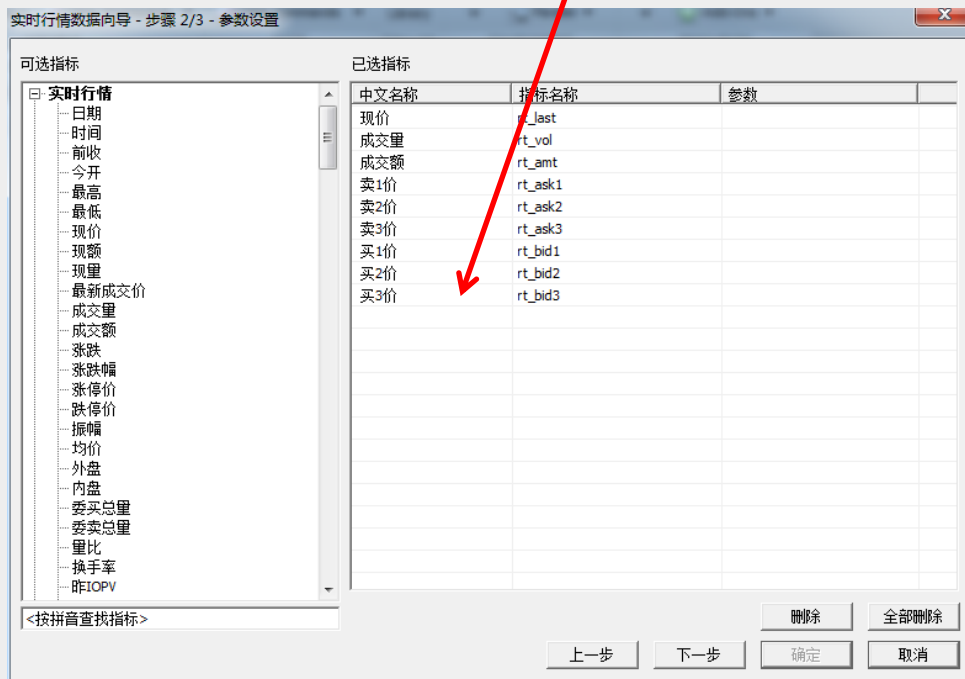 实时行情数据向导 - 步骤 2/3 - 参数设置
可选指标
实时行情
日期
时间
前收
今开
最高
最低
现价
现额
现量
最新成交价
成交量
成交额
涨跌
涨跌幅
涨停价
跌停价
振幅
均价
外盘
内盘
委买总量
委卖总量
量比
换手率
昨IOPV
<按拼音查找指标>
已选指标
中文名称 指标名称 参数
现价 rt_last
成交量 rt_vol
成交额 rt_amt
卖1价 rt_ask1
卖2价 rt_ask2
卖3价 rt_ask3
买1价 rt_bid1
买2价 rt_bid2
买3价 rt_bid3
删除 全部删除
上一步 下一步 确定 取消